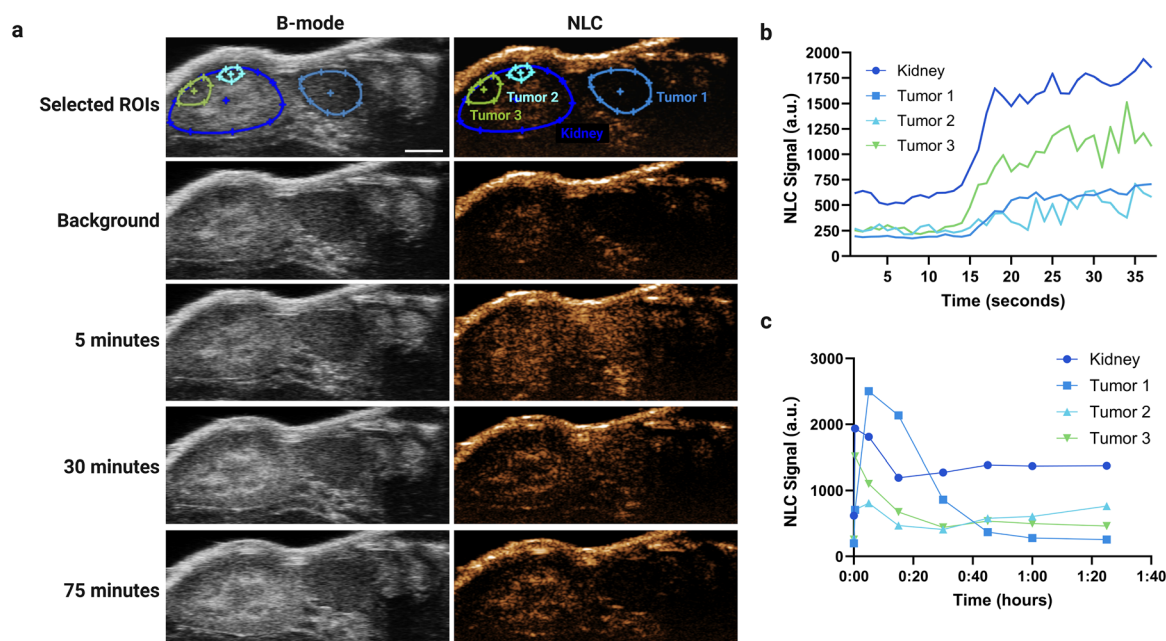 a
B-mode
NLC
Selected ROIs
Tumor 2
Tumor 1
Tumor 3
Kidney
Background
5 minutes
30 minutes
75 minutes
b
2000
1750
1500
1250
1000
750
500
250
0
NLC Signal (a.u.)
Kidney
Tumor 1
Tumor 2
Tumor 3
5
10
15
20
25
30
35
Time (seconds)
c
3000
2000
1000
0
NLC Signal (a.u.)
Kidney
Tumor 1
Tumor 2
Tumor 3
0:00
0:20
0:40
1:00
1:20
1:40
Time (hours)